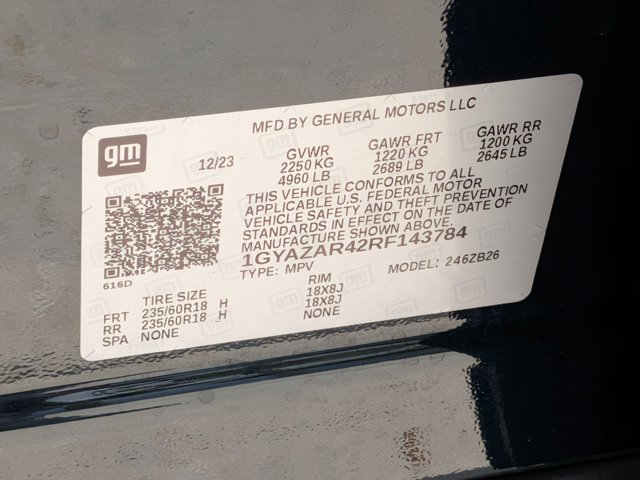 MFD BY GENERAL MOTORS LLC
gm
12/23 GVWR GAWR FRT GAWR RR
2250 KG 1220 KG 1200 KG
4960 LB 2689 LB 2645 LB
THIS VEHICLE CONFORMS TO ALL
APPLICABLE U.S. FEDERAL MOTOR
VEHICLE SAFETY AND THEFT PREVENTION
STANDARDS IN EFFECT ON THE DATE OF
MANUFACTURE SHOWN ABOVE.
1GYAZAR42RF143784
TYPE: MPV MODEL: 246ZB26
616D
TIRE SIZE RIM
FRT 235/60R18 H 18X8J
RR 235/60R18 H 18X8J
SPA NONE NONE